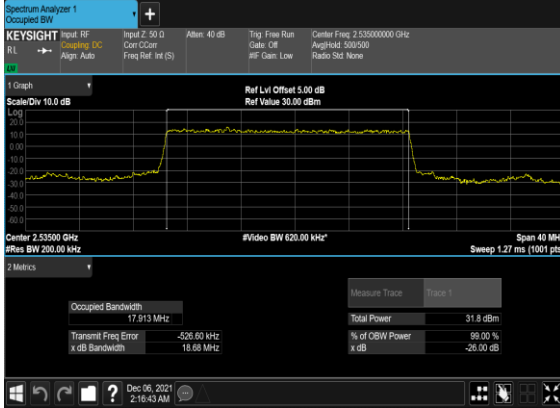 Spectrum Analyzer 1
Occupied BW
+
KEYSIGHT Input: RF Input Z: 50 Ω Atten: 40 dB Trig: Free Run Center Freq: 2.535000000 GHz
RL Coupling: DC Corr CCorr Gate: Off Avg|Hold: 500/500
Align: Auto Freq Ref: Int (S) #IF Gain: Low Radio Std: None
LU
1 Graph
Ref Lvl Offset 5.00 dB
Scale/Div 10.0 dB Ref Value 30.00 dBm
Log
20.0
10.0
0.00
-10.0
-20.0
-30.0
-40.0
-50.0
-60.0
Center 2.53500 GHz #Video BW 620.00 kHz* Span 40 MH
#Res BW 200.00 kHz Sweep 1.27 ms (1001 pts
2 Metrics
Measure Trace Trace 1
Occupied Bandwidth
17.913 MHz Total Power 31.8 dBm
Transmit Freq Error -526.60 kHz % of OBW Power 99.00 %
x dB Bandwidth 18.68 MHz x dB -26.00 dB
? Dec 06, 2021
2:16:43 AM